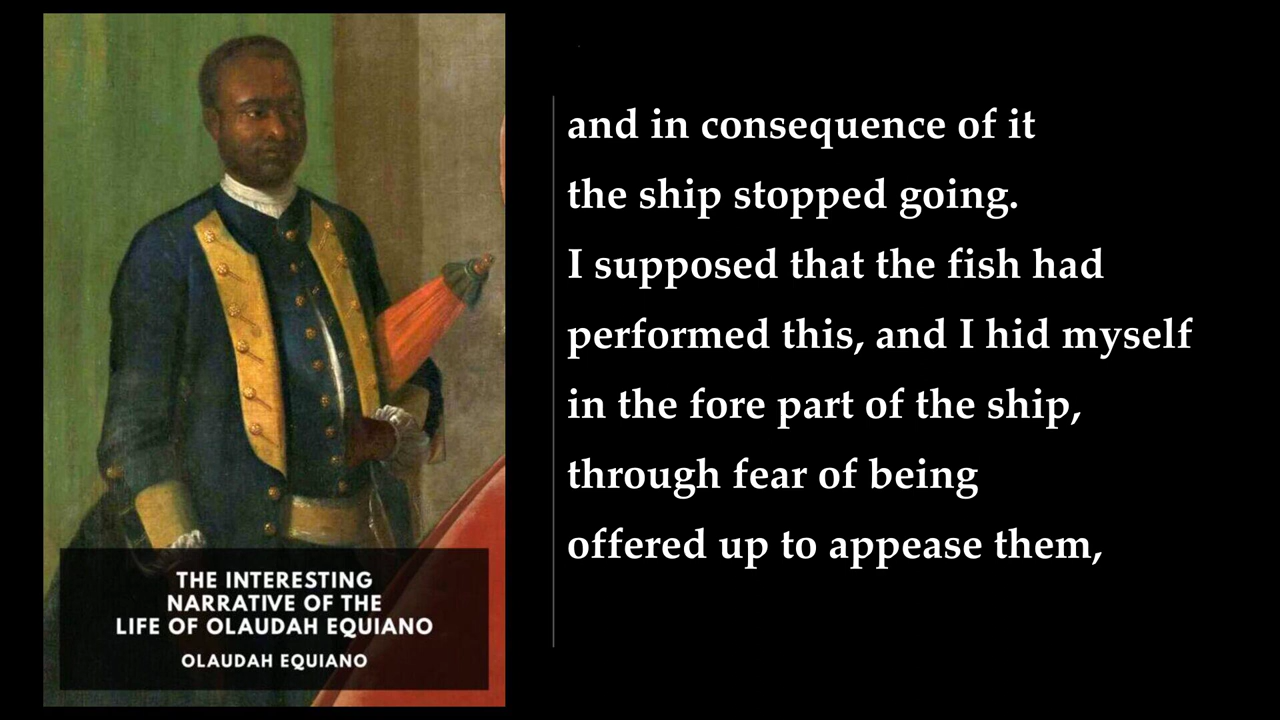 and in consequence of it
the ship stopped going.
I supposed that the fish had
performed this, and I hid myself
in the fore part of the ship,
through fear of being
offered up to appease them,
THE INTERESTING
NARRATIVE OF THE
LIFE OF OLAUDAH EQUIANO
OLAUDAH EQUIANO